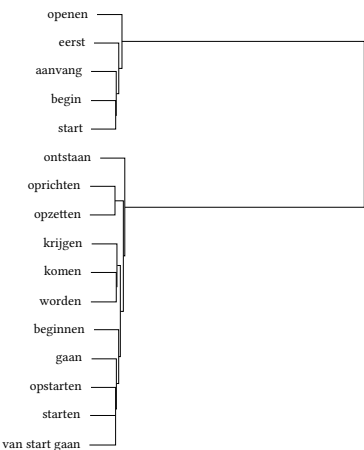 openen
eerst
aanvang
begin
start
ontstaan
oprichten
opzetten
krijgen
komen
worden
beginnen
gaan
opstarten
starten
van start gaan